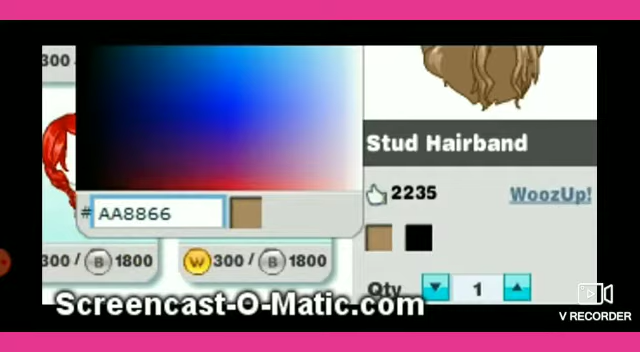 300 /
Stud Hairband
2235
WoozUp!
# AA8866
300 / B 1800
W 300 / B 1800
Qty 1
Screencast-O-Matic.com
V RECORDER